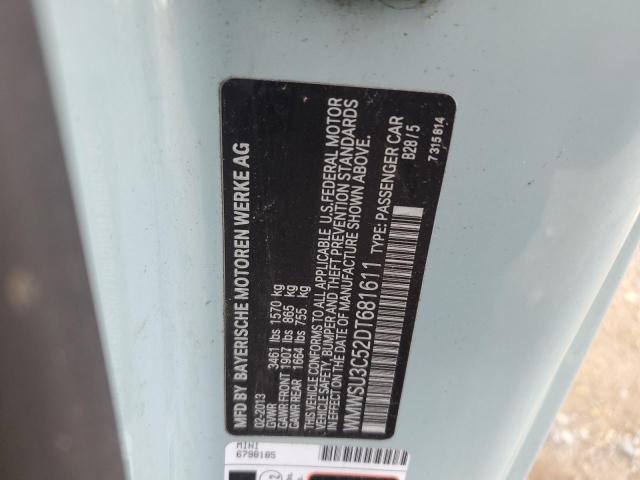 MFD BY BAYERISCHE MOTOREN WERKE AG
02-2013
GVWR 3461 lbs 1570 kg
GAWR FRONT 1907 lbs 865 kg
GAWR REAR 1664 lbs 755 kg
THIS VEHICLE CONFORMS TO ALL APPLICABLE U.S. FEDERAL MOTOR
VEHICLE SAFETY, BUMPER AND THEFT PREVENTION STANDARDS
IN EFFECT ON THE DATE OF MANUFACTURE SHOWN ABOVE.
WMWSU3C52DT681611 TYPE: PASSENGER CAR
B28/5
7315814
MINI
6798185